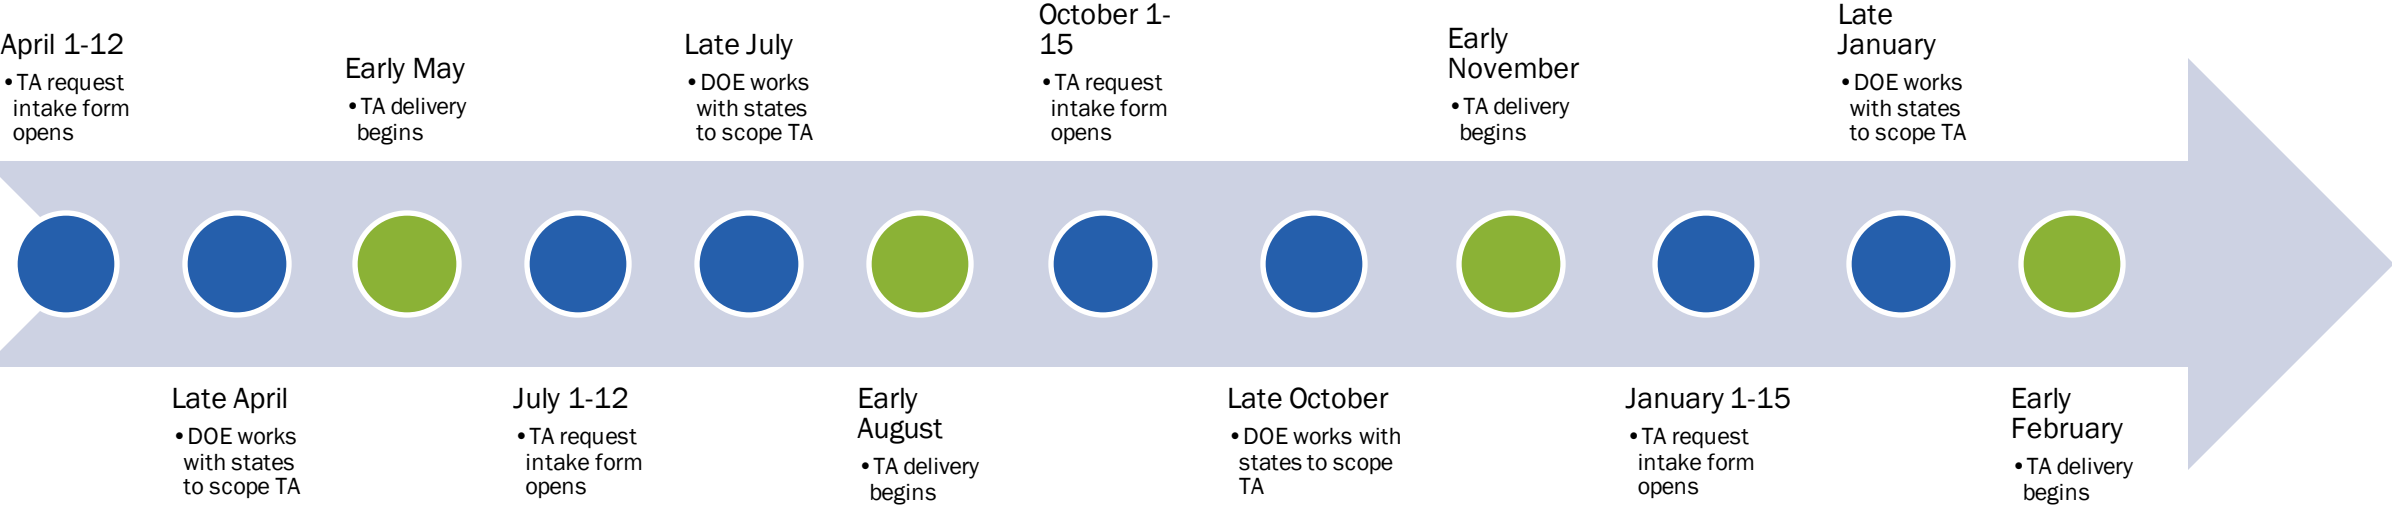 April 1-12
•TA request
intake form
opens
Late April
•DOE works
with states
to scope TA
Early May
•TA delivery
begins
July 1-12
•TA request
intake form
opens
Late July
•DOE works
with states
to scope TA
Early
August
•TA delivery
begins
October 1-
15
•TA request
intake form
opens
Late October
•DOE works with
states to scope
TA
Early
November
•TA delivery
begins
January 1-15
•TA request
intake form
opens
Late
January
•DOE works
with states
to scope TA
Early
February
•TA delivery
begins